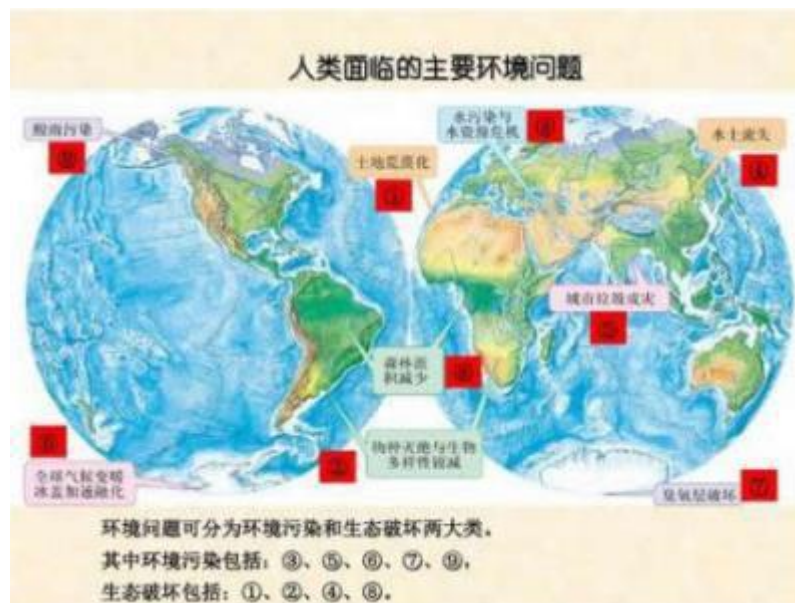 人类面临的主要环境问题
酸雨污染
水污染与
水资源危机
水土流失
土地荒漠化
①
城市垃圾成灾
森林面
积减少
物种灭绝与生物
多样性锐减
②
全球气候变暖
冰盖加速融化
臭氧层破坏
⑦
环境问题可分为环境污染和生态破坏两大类。
其中环境污染包括：③、⑤、⑥、⑦、⑨，
生态破坏包括：①、②、④、⑧。